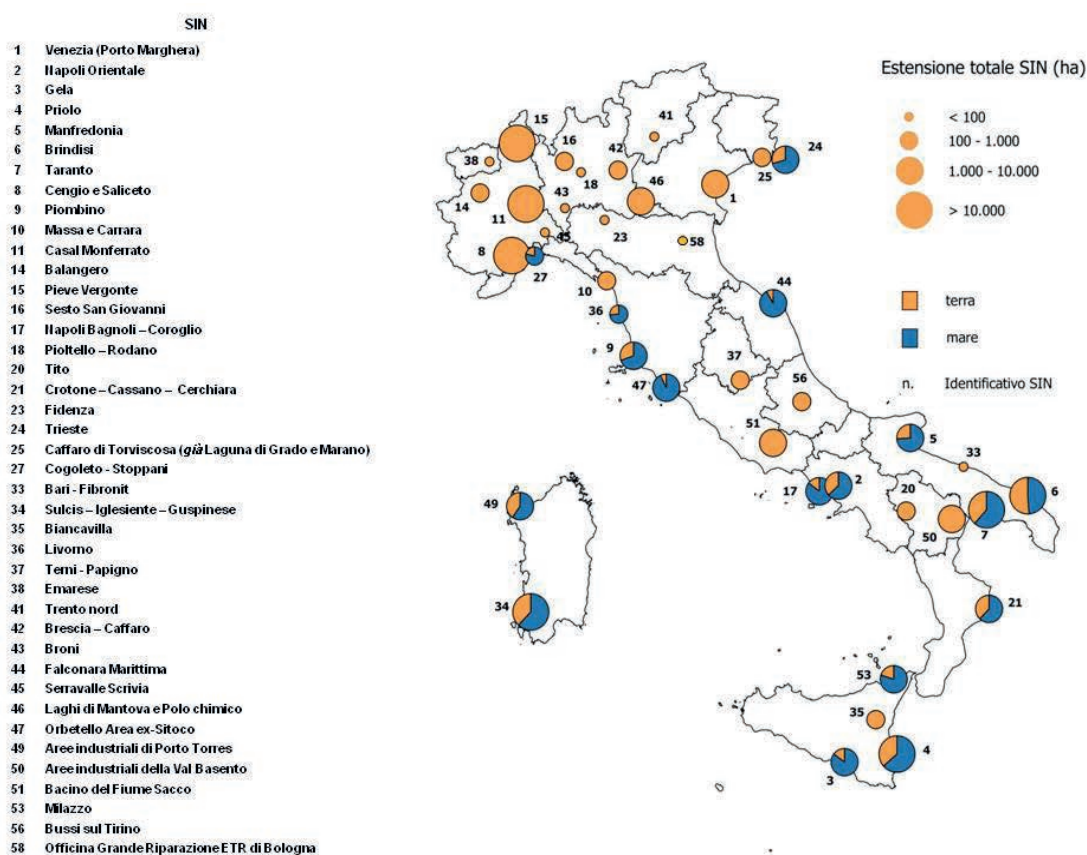 SIN
1 Venezia (Porto Marghera)
2 Napoli Orientale
3 Gela
4 Priolo
5 Manfredonia
6 Brindisi
7 Taranto
8 Cengio e Saliceto
9 Piombino
10 Massa e Carrara
11 Casal Monferrato
14 Balangero
15 Pieve Vergonte
16 Sesto San Giovanni
17 Napoli Bagnoli – Coroglio
18 Pioltello – Rodano
20 Tito
21 Crotone – Cassano – Cerchiara
23 Fidenza
24 Trieste
25 Caffaro di Torviscosa (già Laguna di Grado e Marano)
27 Cogoleto - Stoppani
33 Bari - Fibronit
34 Sulcis – Iglesiente – Guspinese
35 Biancavilla
36 Livorno
37 Terni - Papigno
38 Emarese
41 Trento nord
42 Brescia – Caffaro
43 Broni
44 Falconara Marittima
45 Serravalle Scrivia
46 Laghi di Mantova e Polo chimico
47 Orbetello Area ex-Sitoco
49 Aree industriali di Porto Torres
50 Aree industriali della Val Basento
51 Bacino del Fiume Sacco
53 Milazzo
56 Bussi sul Tirino
58 Officina Grande Riparazione ETR di Bologna
Estensione totale SIN (ha)
< 100
100 - 1.000
1.000 - 10.000
> 10.000
terra
mare
n. Identificativo SIN
15
41
16
42
24
38
18
25
14
43
46
1
11
45
23
58
8
27
10
44
36
9
37
47
56
51
5
33
17
2
20
6
49
50
7
34
21
53
35
4
3